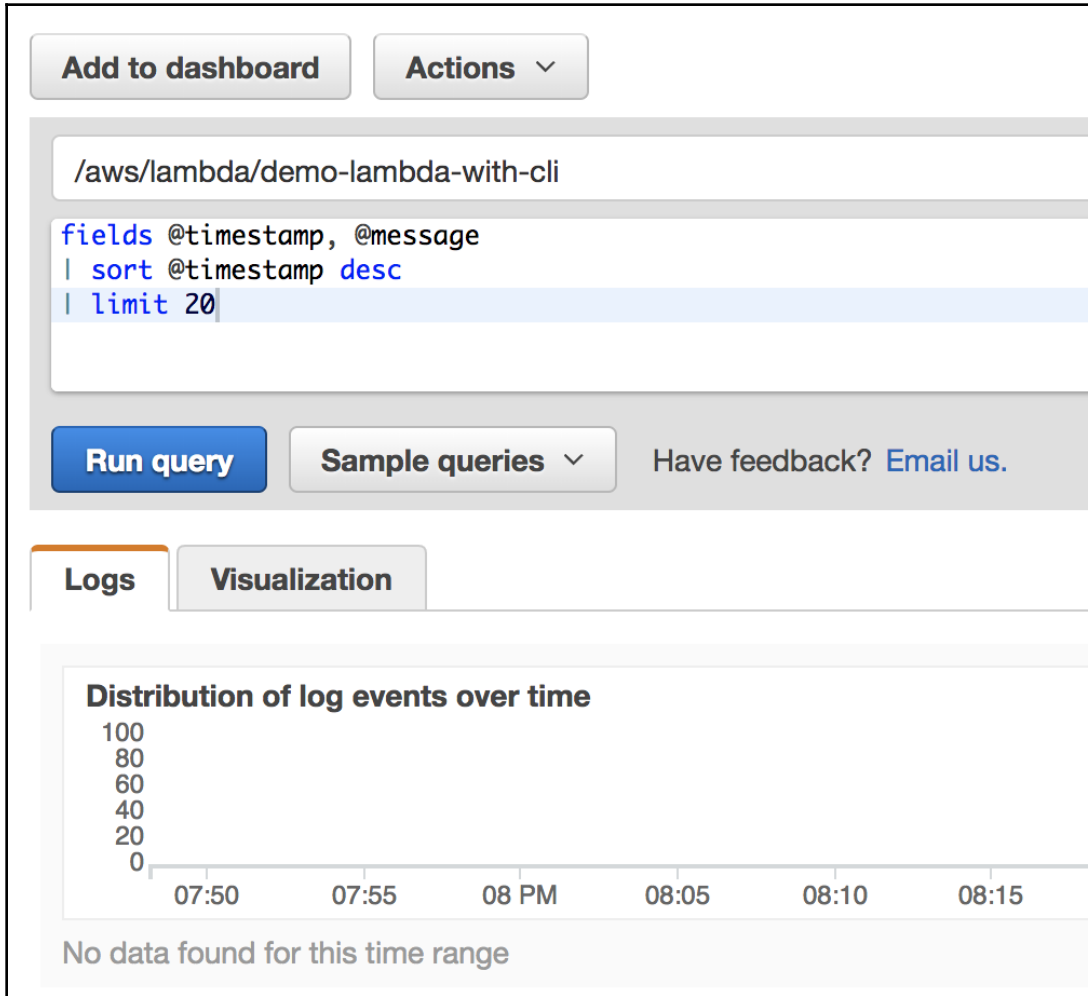 Add to dashboard Actions
/aws/lambda/demo-lambda-with-cli
fields @timestamp, @message
| sort @timestamp desc
| limit 20
Run query Sample queries Have feedback? Email us.
Logs Visualization
Distribution of log events over time
100
80
60
40
20
0
07:50 07:55 08 PM 08:05 08:10 08:15
No data found for this time range